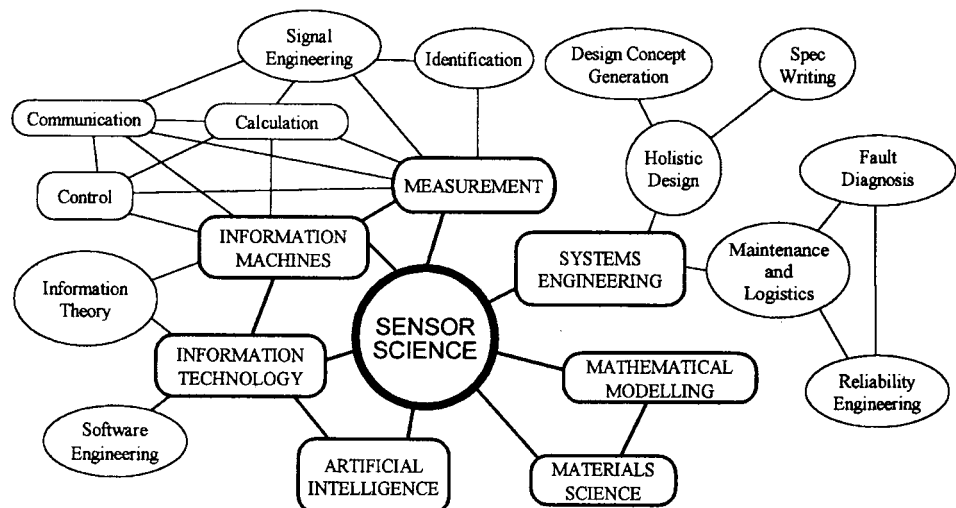 Signal
Engineering
Identification
Design Concept
Generation
Spec
Writing
Communication
Calculation
Control
MEASUREMENT
Holistic
Design
Fault
Diagnosis
INFORMATION
MACHINES
SYSTEMS
ENGINEERING
Maintenance
and
Logistics
Information
Theory
SENSOR
SCIENCE
INFORMATION
TECHNOLOGY
MATHEMATICAL
MODELLING
Reliability
Engineering
Software
Engineering
ARTIFICIAL
INTELLIGENCE
MATERIALS
SCIENCE